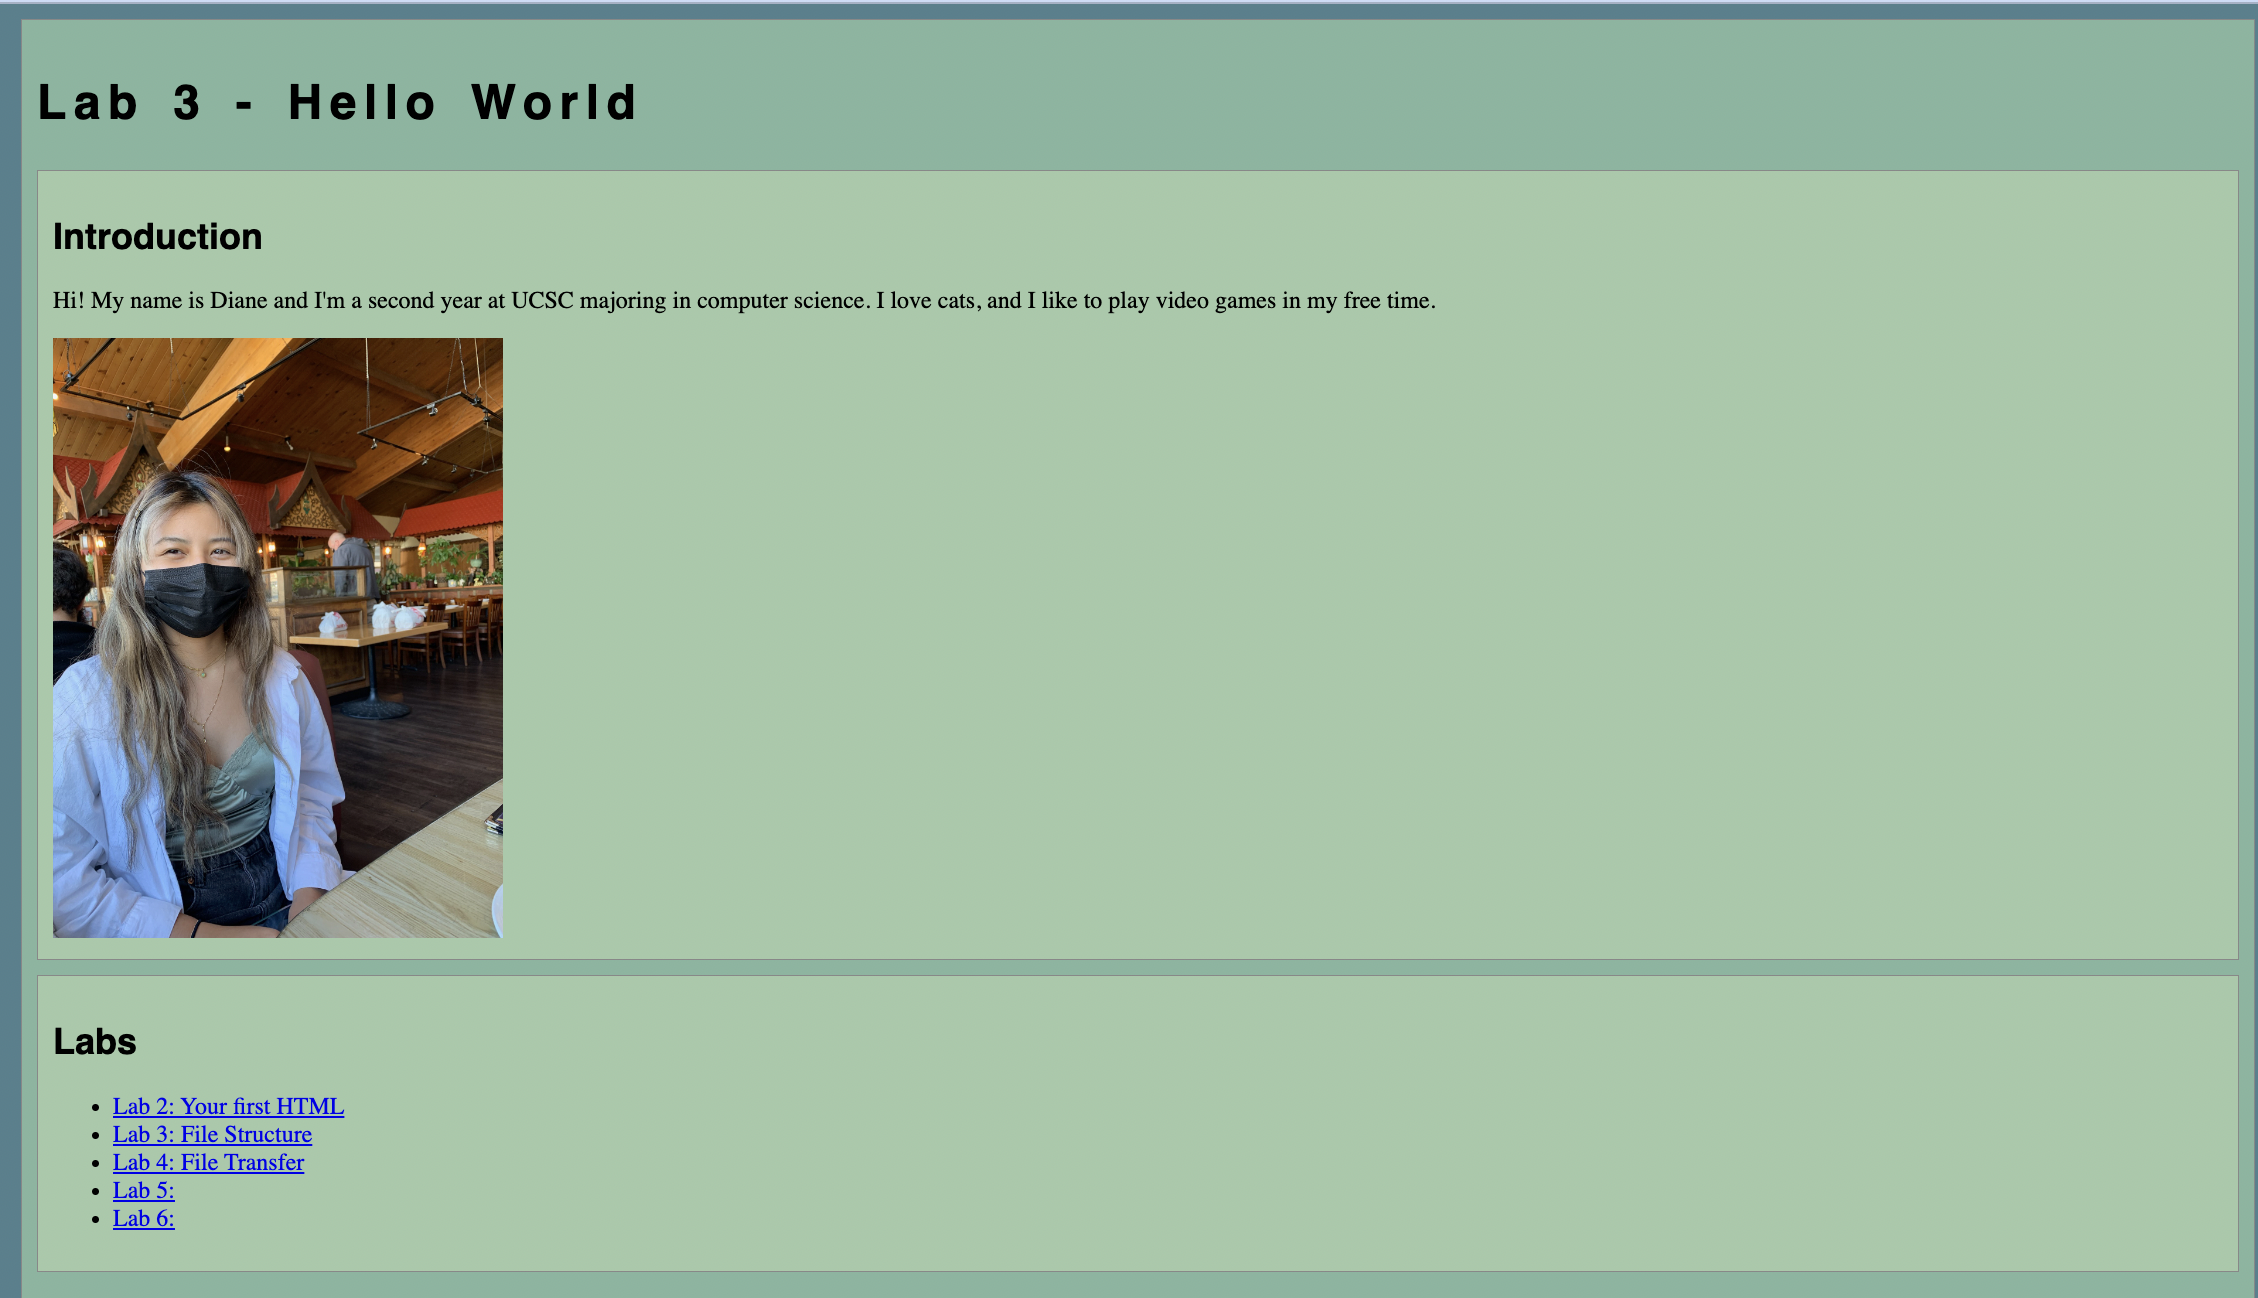 Lab 3 - Hello World
Introduction
Hi! My name is Diane and I'm a second year at UCSC majoring in computer science. I love cats, and I like to play video games in my free time.
Labs
Lab 2: Your first HTML
Lab 3: File Structure
Lab 4: File Transfer
Lab 5:
Lab 6: